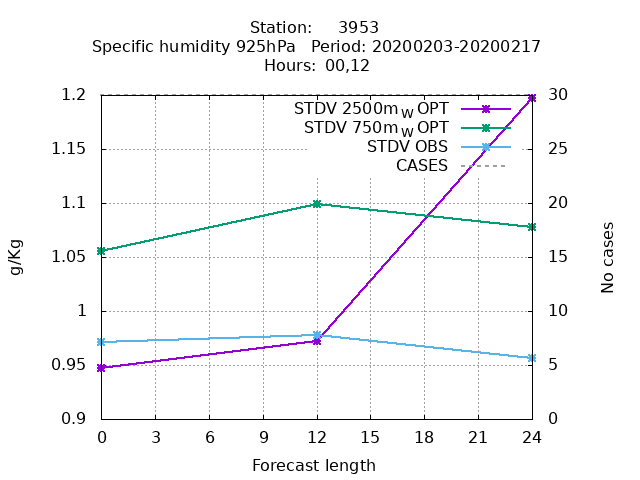 Station:     3953
Specific humidity 925hPa   Period: 20200203-20200217
Hours: 00,12
STDV 2500m_W OPT
STDV 750m_W OPT
STDV OBS
CASES
1.2
1.15
1.1
1.05
1
0.95
0.9
30
25
20
15
10
5
0
g/Kg
No cases
0 3 6 9 12 15 18 21 24
Forecast length